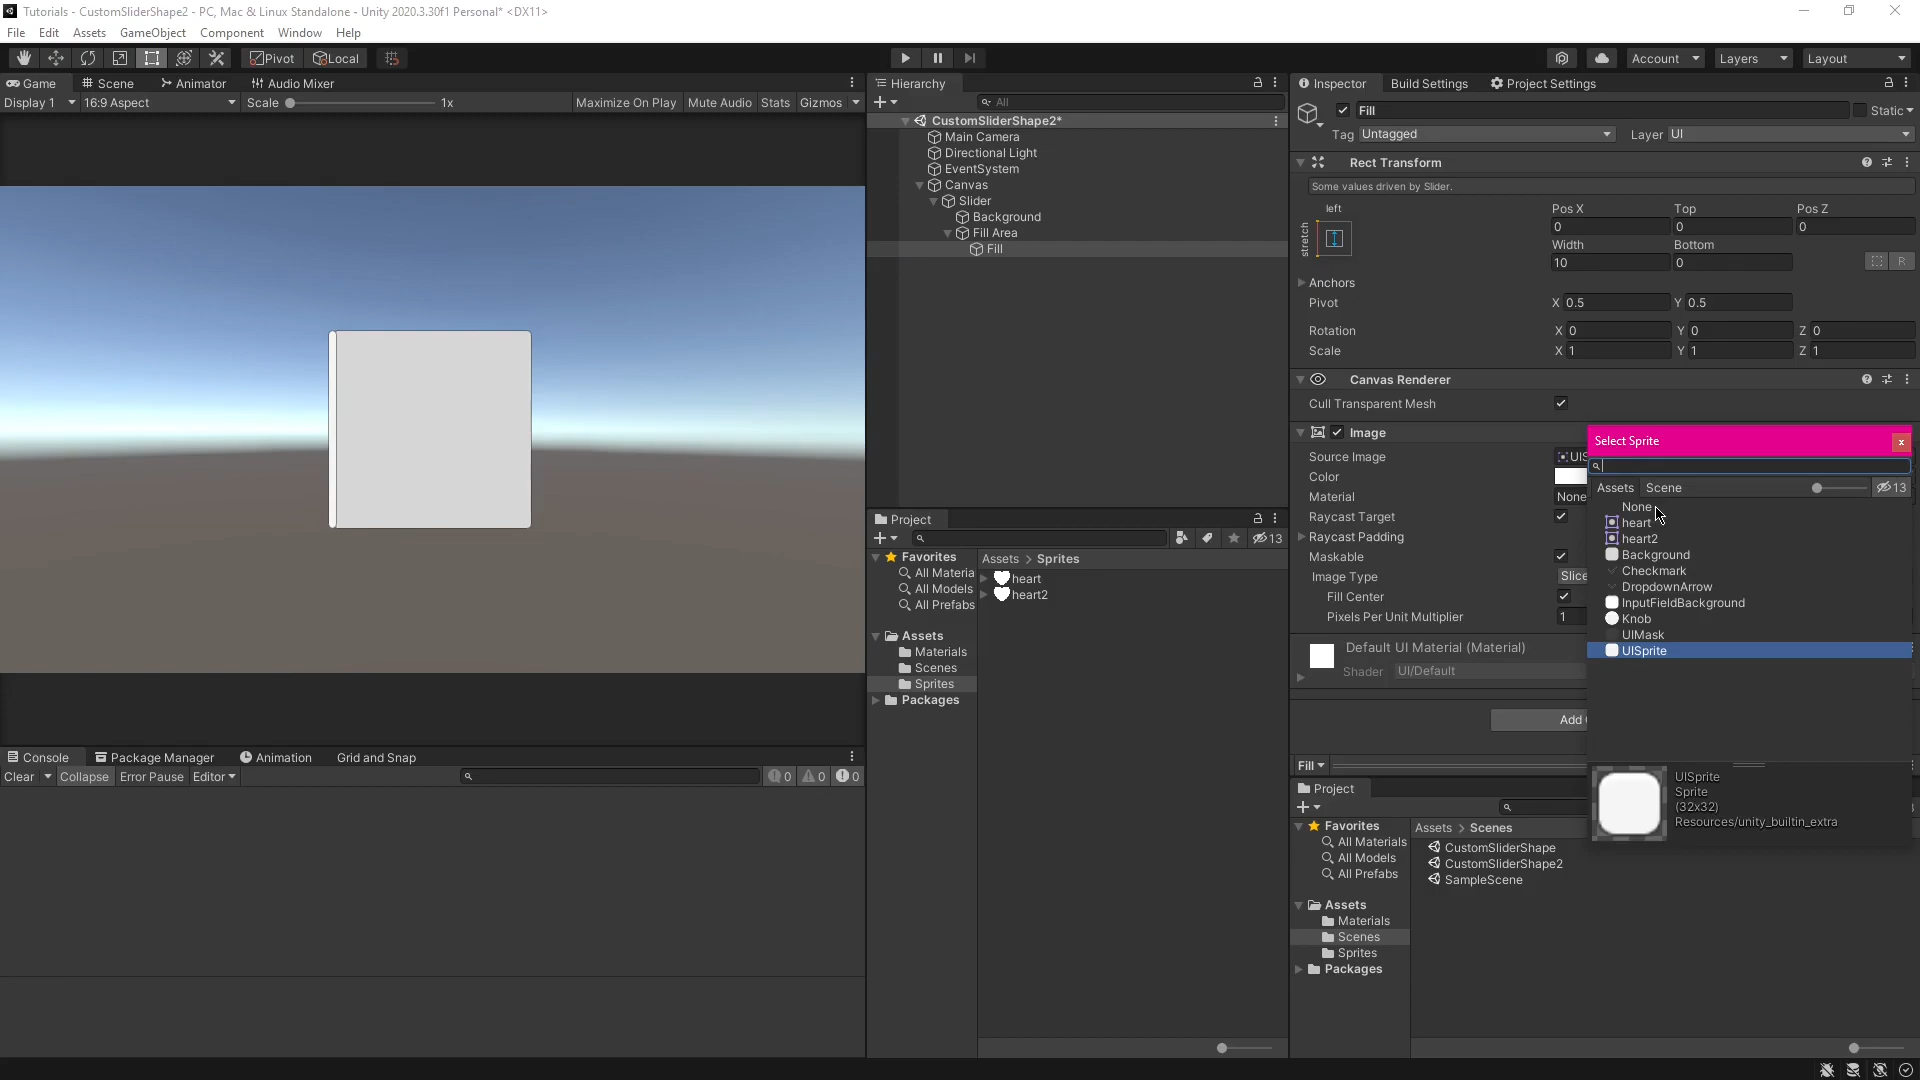 Tutorials - CustomSliderShape2 - PC, Mac & Linux Standalone - Unity 2020.3.30f1 Personal* <DX11>
File Edit Assets GameObject Component Window Help
Pivot Local Account Layers Layout
Game Scene Animator Audio Mixer
Display 1 16:9 Aspect Scale 1x Maximize On Play Mute Audio Stats Gizmos
Hierarchy
All
CustomSliderShape2*
Main Camera
Directional Light
EventSystem
Canvas
Slider
Background
Fill Area
Fill
Project
13
Favorites
All Materia
All Models
All Prefabs
Assets
Materials
Scenes
Sprites
Packages
Assets > Sprites
heart
heart2
Console Package Manager Animation Grid and Snap
Clear Collapse Error Pause Editor 0 0 0
Inspector Build Settings Project Settings
Fill Static
Tag Untagged Layer UI
Rect Transform
Some values driven by Slider.
left Pos X Top Pos Z
stretch 0 0 0
Width Bottom
10 0 R
Anchors
Pivot X 0.5 Y 0.5
Rotation X 0 Y 0 Z 0
Scale X 1 Y 1 Z 1
Canvas Renderer
Cull Transparent Mesh
Image
Source Image UIS
Color
Material None
Raycast Target
Raycast Padding
Maskable
Image Type Slice
Fill Center
Pixels Per Unit Multiplier 1
Default UI Material (Material)
Shader UI/Default
Add
Fill
Select Sprite
Assets Scene 13
None
heart
heart2
Background
Checkmark
DropdownArrow
InputFieldBackground
Knob
UIMask
UISprite
UISprite
Sprite
(32x32)
Resources/unity_builtin_extra
Project
Favorites
All Materials
All Models
All Prefabs
Assets
Materials
Scenes
Sprites
Packages
Assets > Scenes
CustomSliderShape
CustomSliderShape2
SampleScene